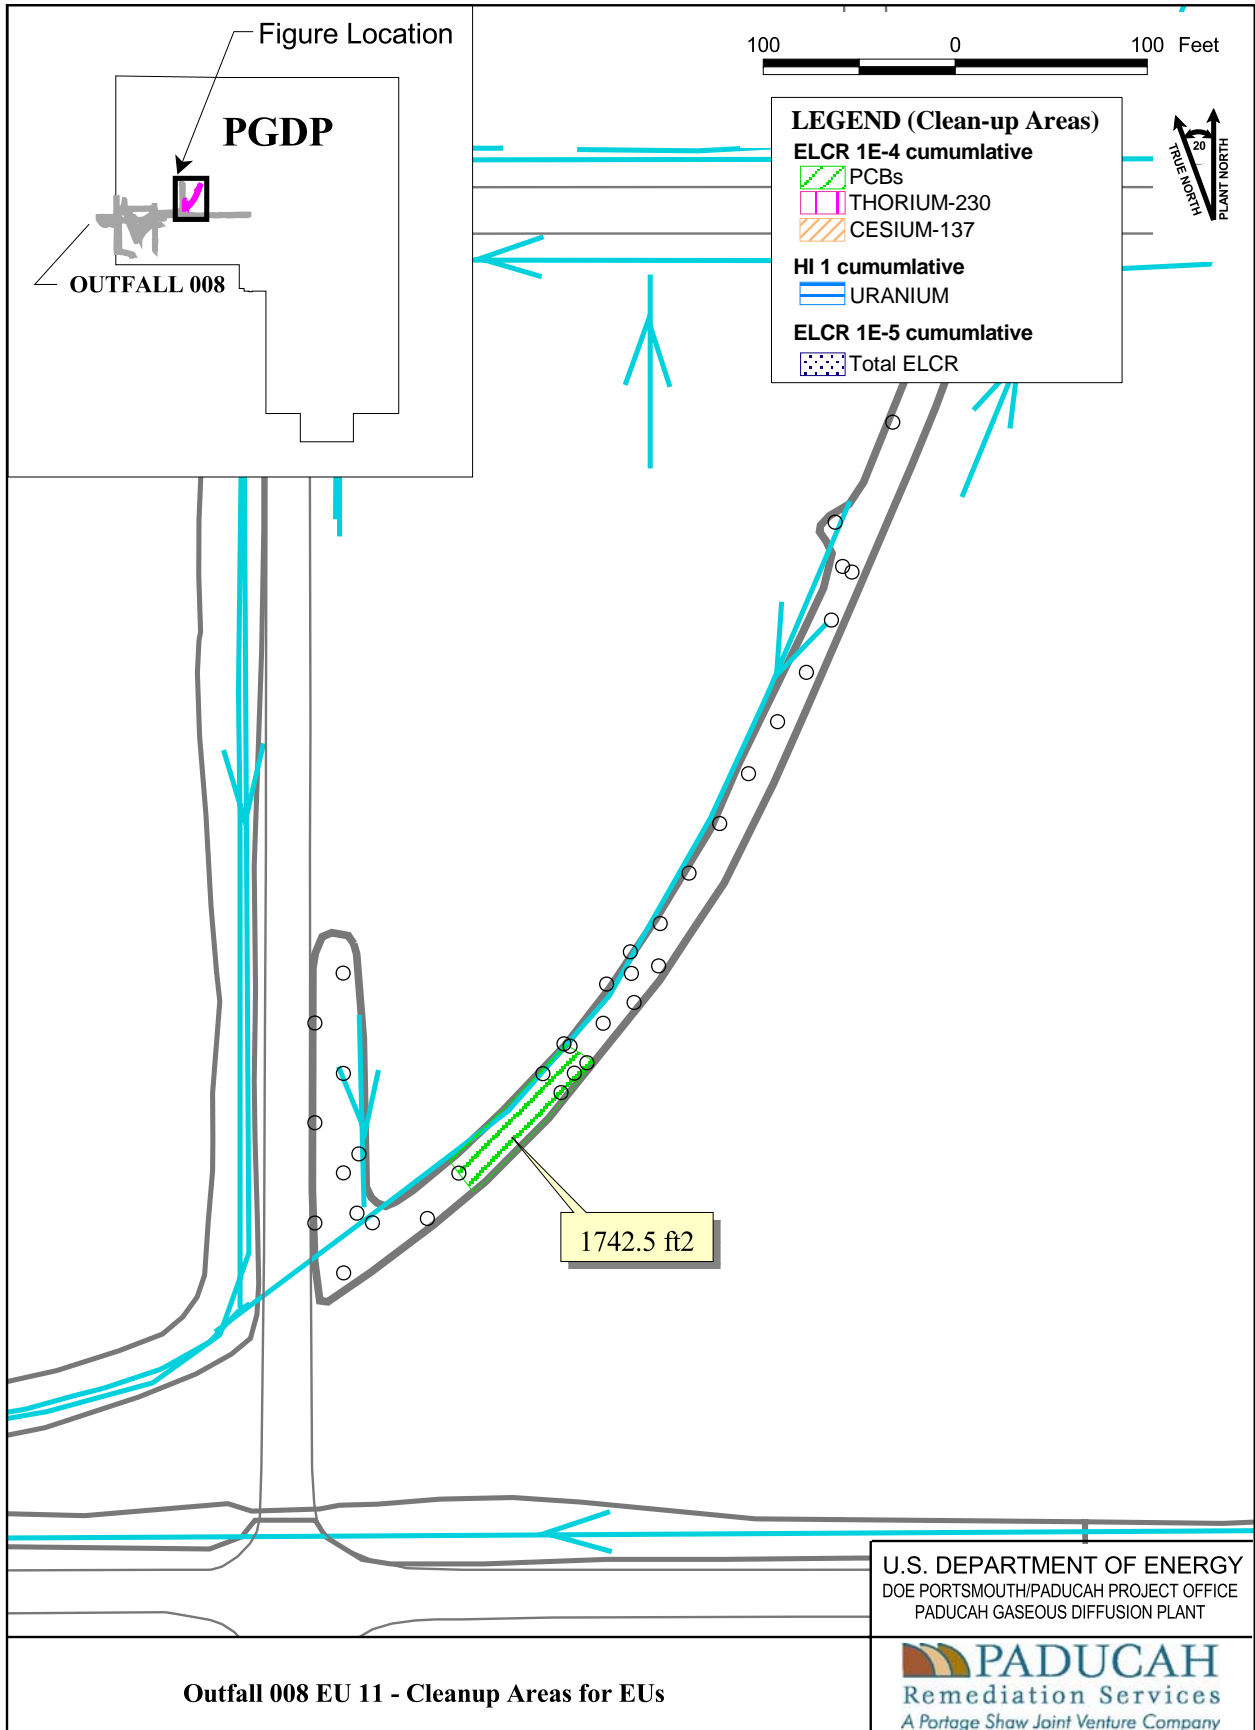 Figure Location
PGDP
OUTFALL 008
100 0 100 Feet
LEGEND (Clean-up Areas)
ELCR 1E-4 cumumlative
PCBs
THORIUM-230
CESIUM-137
HI 1 cumumlative
URANIUM
ELCR 1E-5 cumumlative
Total ELCR
20
TRUE NORTH
PLANT NORTH
1742.5 ft2
U.S. DEPARTMENT OF ENERGY
DOE PORTSMOUTH/PADUCAH PROJECT OFFICE
PADUCAH GASEOUS DIFFUSION PLANT
Outfall 008 EU 11 - Cleanup Areas for EUs
PADUCAH
Remediation Services
A Portage Shaw Joint Venture Company